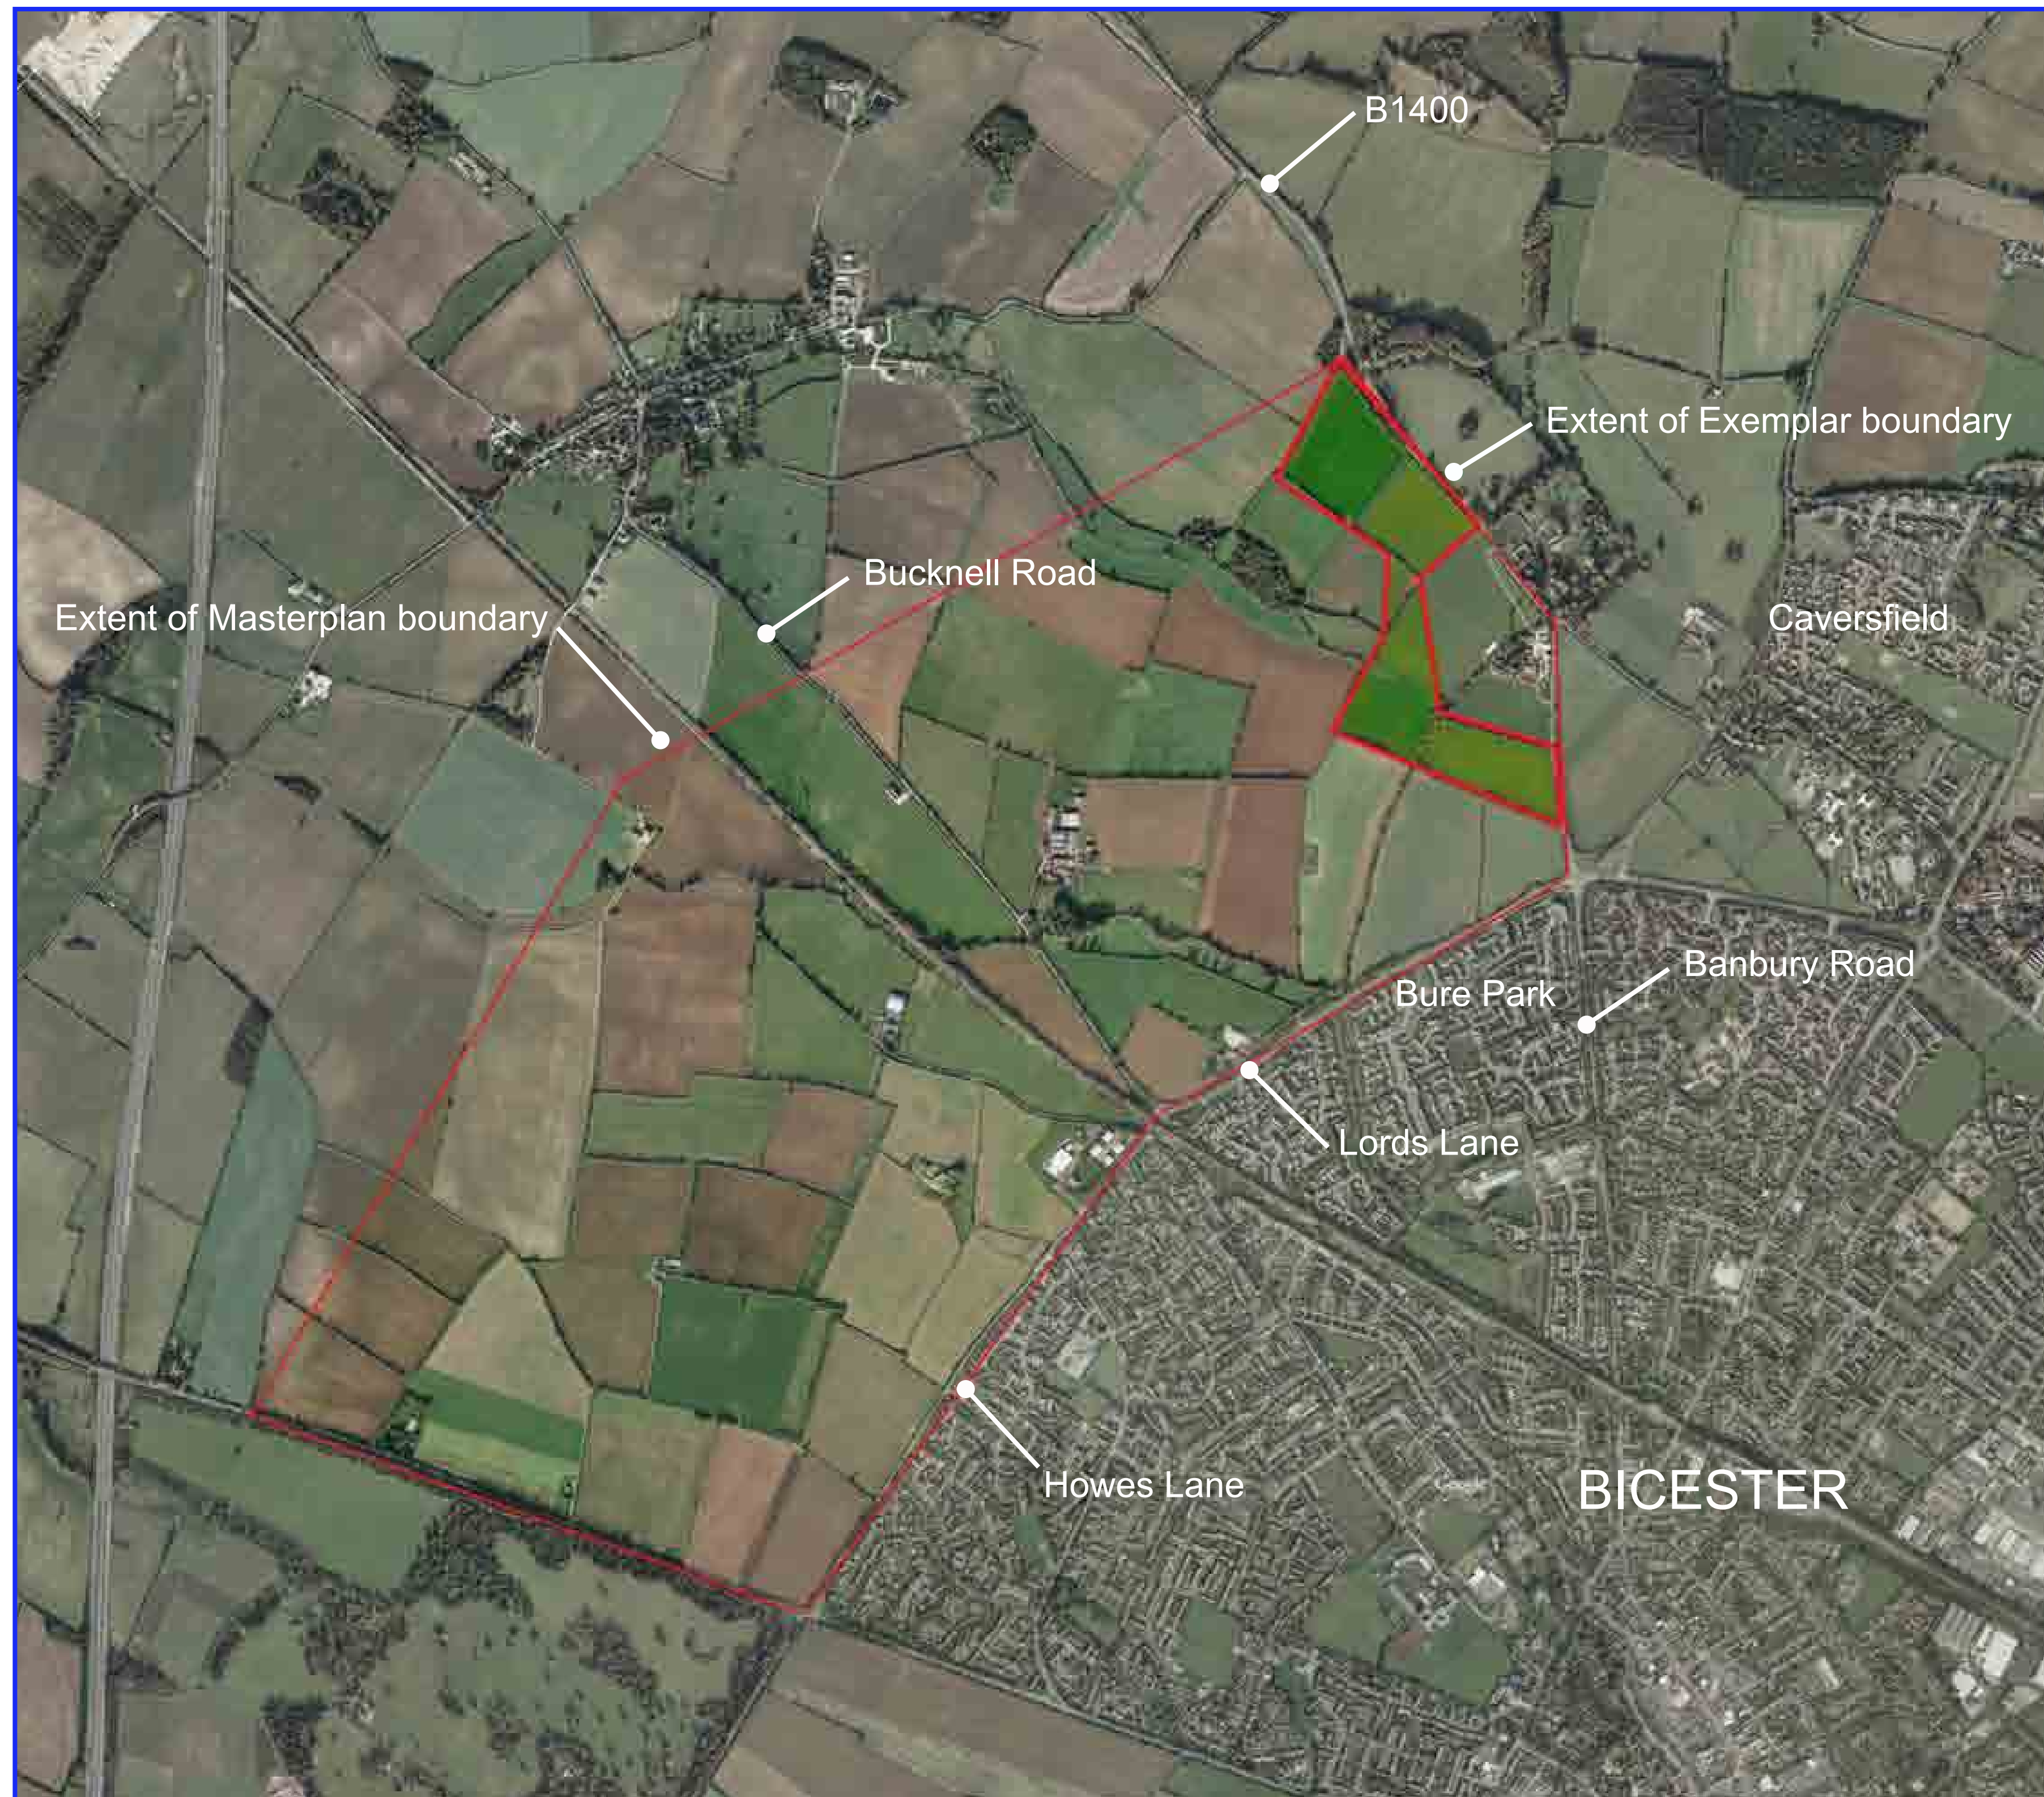 B1400
Extent of Exemplar boundary
Bucknell Road
Extent of Masterplan boundary
Caversfield
Banbury Road
Bure Park
Lords Lane
Howes Lane
BICESTER
Google